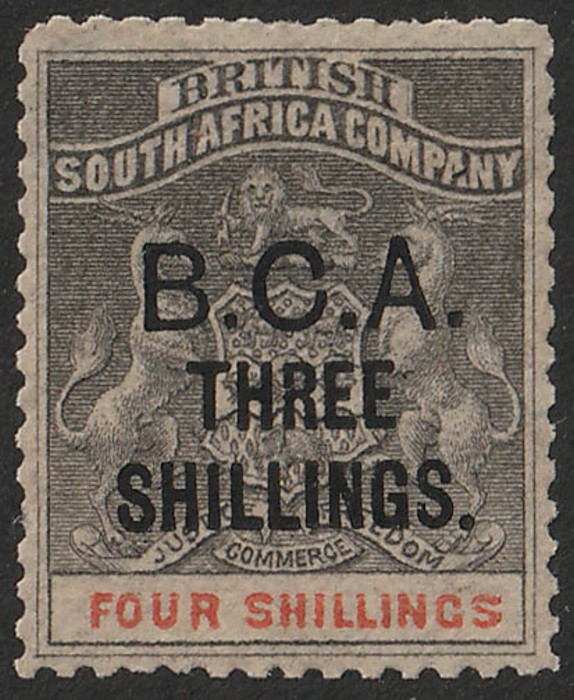 BRITISH
SOUTH AFRICA COMPANY
B.C.A.
THREE
SHILLINGS.
COMMERCE
FOUR SHILLINGS